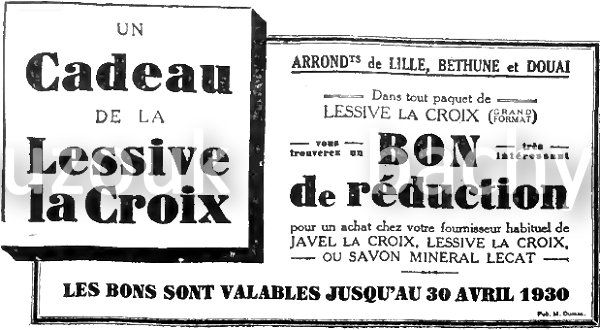 UN
Cadeau
DE LA
Lessive
la Croix
ARRONDTS de LILLE, BETHUNE et DOUAI
Dans tout paquet de
LESSIVE LA CROIX (GRAND FORMAT)
vous trouverez un BON très intéressant
de réduction
pour un achat chez votre fournisseur habituel de
JAVEL LA CROIX, LESSIVE LA CROIX,
OU SAVON MINERAL LECAT
LES BONS SONT VALABLES JUSQU'AU 30 AVRIL 1930
Pub. M. Dumas.